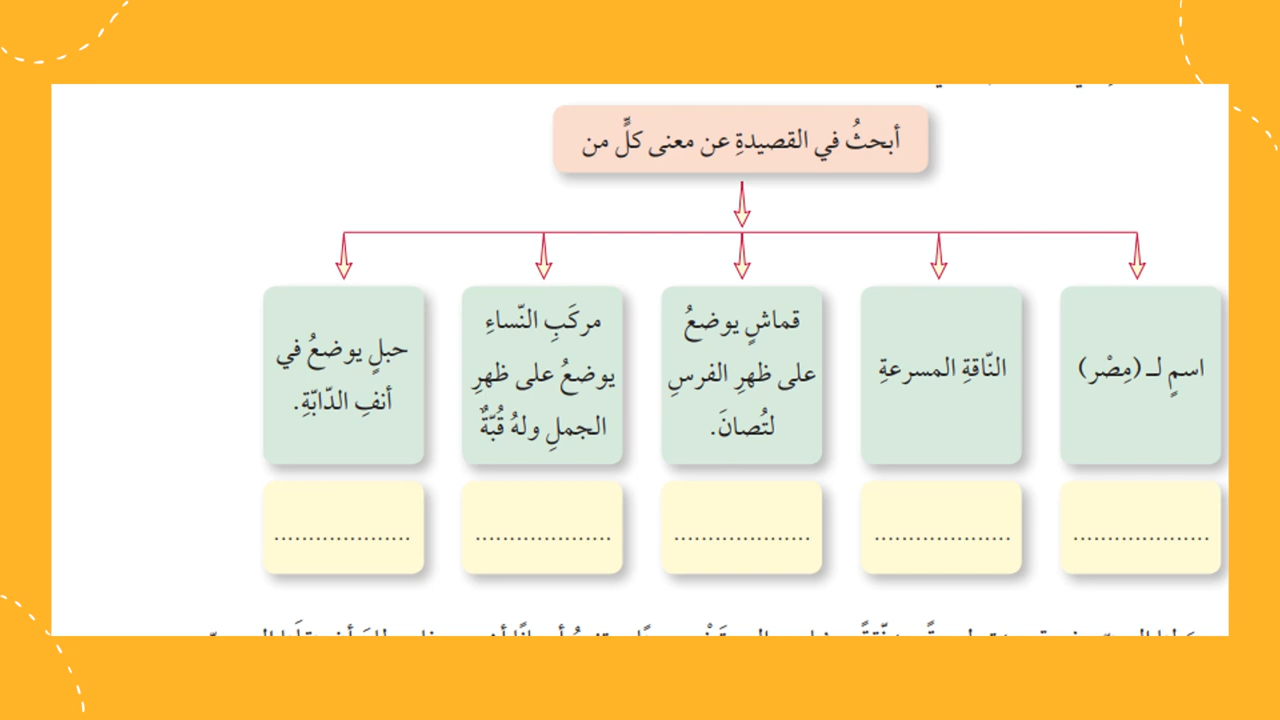 أبحثُ في القصيدةِ عن معنى كلٍّ من
اسمٍ لـ (مِصْر)
النّاقةِ المسرعةِ
قماشٍ يوضعُ
على ظهرِ الفرسِ
لتُصانَ.
مركَبِ النّساءِ
يوضعُ على ظهرِ
الجملِ ولهُ قُبّةٌ
حبلٍ يوضعُ في
أنفِ الدّابّةِ.
....................
....................
....................
....................
....................